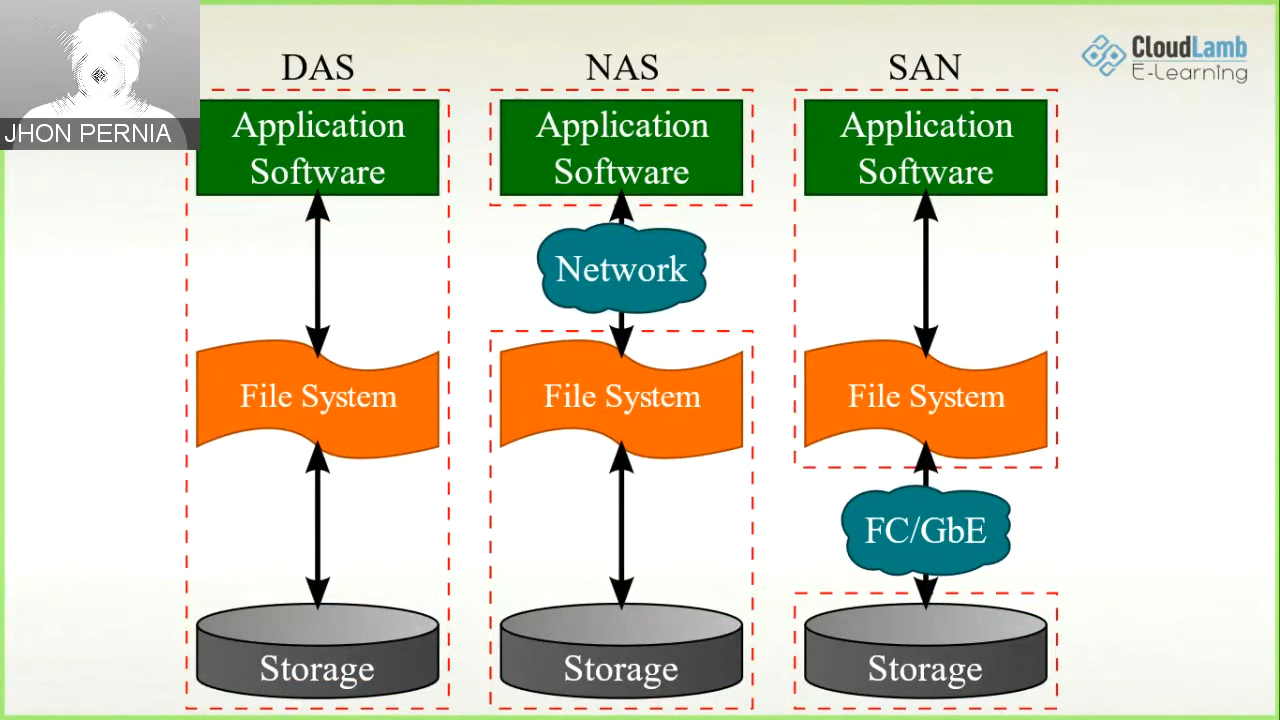 JHON PERNIA
CloudLamb
E-Learning
DAS
NAS
SAN
Application
Software
Application
Software
Application
Software
Network
File System
File System
File System
FC/GbE
Storage
Storage
Storage